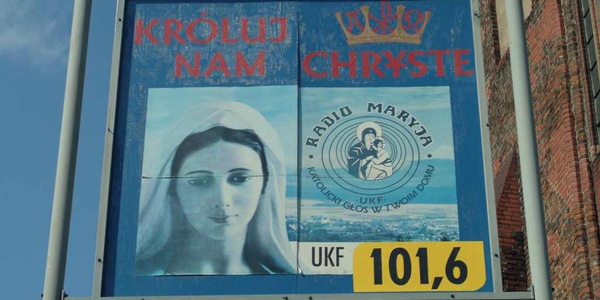 KRÓLUJ
NAM CHRYSTE
RADIO MARYJA
UKF
KATOLICKI GŁOS W TWOIM DOMU
UKF 101,6